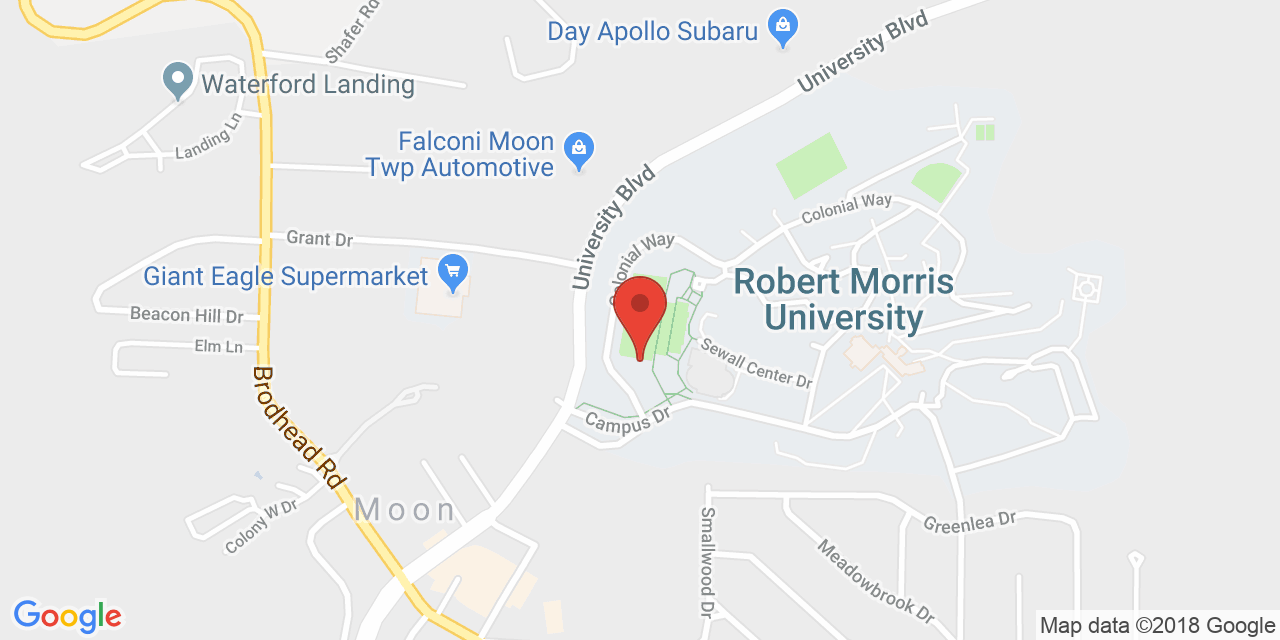 Shafer Rd
Day Apollo Subaru
University Blvd
Waterford Landing
Landing Ln
Falconi Moon
Twp Automotive
University Blvd
Colonial Way
Grant Dr
Colonial Way
Giant Eagle Supermarket
Robert Morris
University
Beacon Hill Dr
Elm Ln
Sewall Center Dr
Brodhead Rd
Campus Dr
Moon
Colony W Dr
Smallwood Dr
Greenlea Dr
Meadowbrook Dr
Google
Map data ©2018 Google